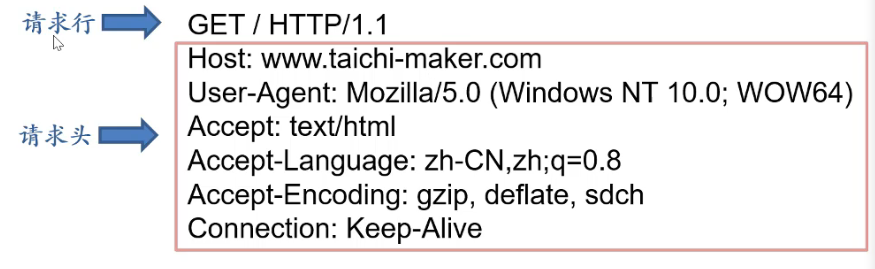 请求行 GET / HTTP/1.1
Host: www.taichi-maker.com
User-Agent: Mozilla/5.0 (Windows NT 10.0; WOW64)
请求头 Accept: text/html
Accept-Language: zh-CN,zh;q=0.8
Accept-Encoding: gzip, deflate, sdch
Connection: Keep-Alive